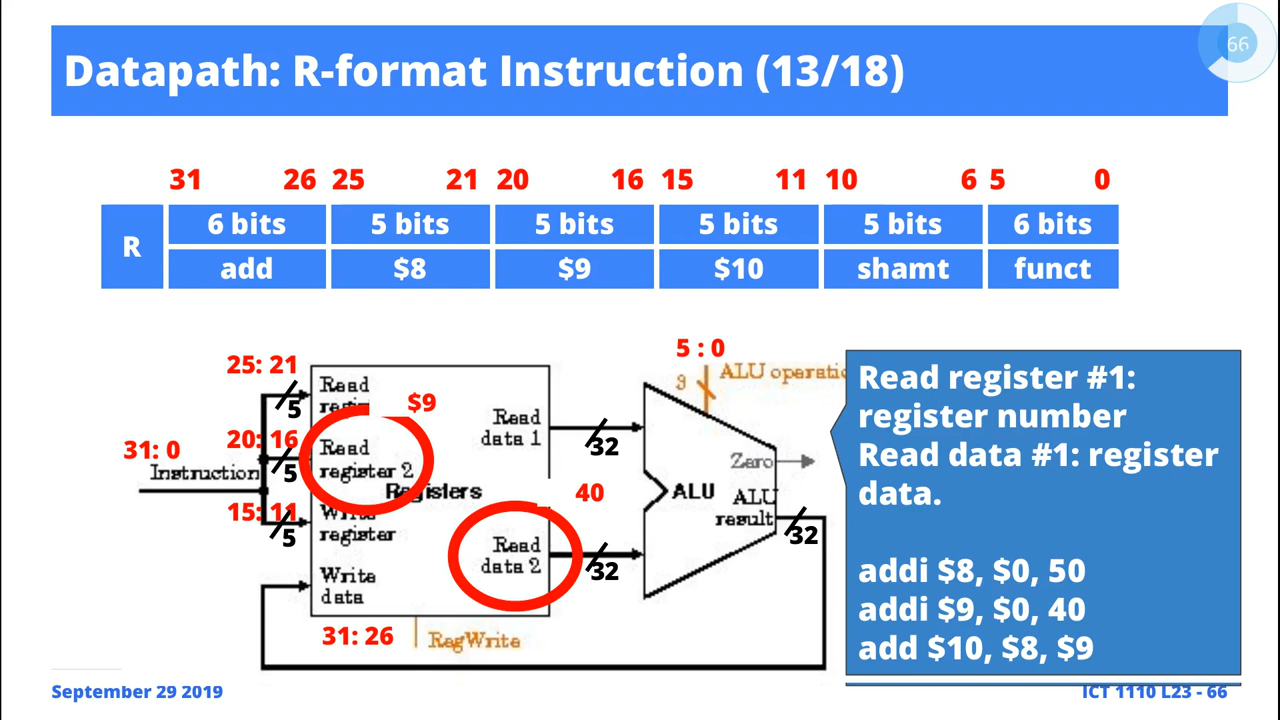 66
Datapath: R-format Instruction (13/18)
31 26 25 21 20 16 15 11 10 6 5 0
R
6 bits 5 bits 5 bits 5 bits 5 bits 6 bits
add $8 $9 $10 shamt funct
25: 21
5
Read
$9
20: 16
5
Read
register 2
31: 0
Instruction
Registers
15: 11
5
Write
register
Write
data
31: 26
RegWrite
Read
data 1
32
40
Read
data 2
32
5 : 0
3
ALU operatio
Zero
ALU
ALU
result
32
Read register #1:
register number
Read data #1: register
data.
addi $8, $0, 50
addi $9, $0, 40
add $10, $8, $9
September 29 2019
ICT 1110 L23 - 66